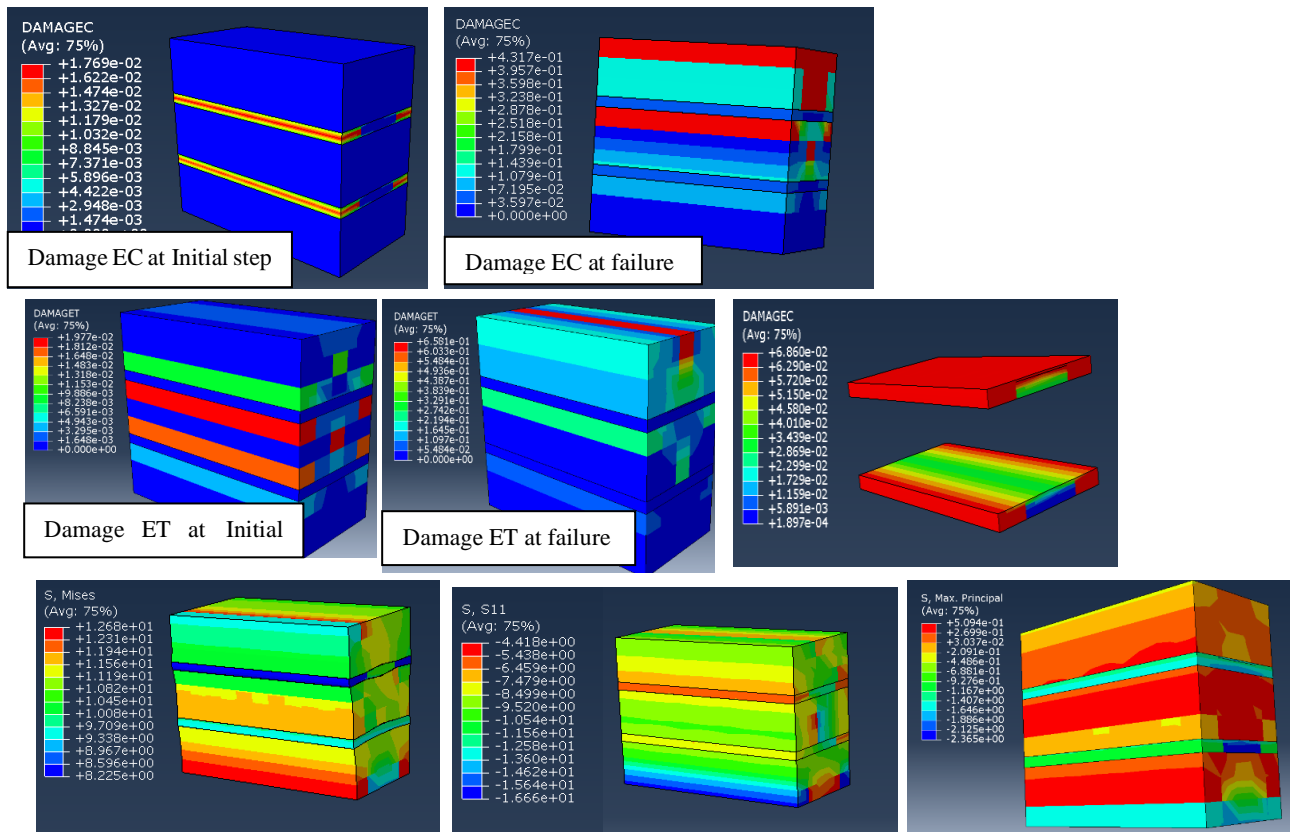 DAMAGEC
(Avg: 75%)
+1.769e-02
+1.622e-02
+1.474e-02
+1.327e-02
+1.179e-02
+1.032e-02
+8.845e-03
+7.371e-03
+5.896e-03
+4.422e-03
+2.948e-03
+1.474e-03
Damage EC at Initial step
DAMAGEC
(Avg: 75%)
+4.317e-01
+3.957e-01
+3.598e-01
+3.238e-01
+2.878e-01
+2.518e-01
+2.158e-01
+1.799e-01
+1.439e-01
+1.079e-01
+7.195e-02
+3.597e-02
+0.000e+00
Damage EC at failure
DAMAGET
(Avg: 75%)
+1.977e-02
+1.812e-02
+1.648e-02
+1.483e-02
+1.318e-02
+1.153e-02
+9.886e-03
+8.238e-03
+6.591e-03
+4.943e-03
+3.295e-03
+1.648e-03
+0.000e+00
Damage ET at Initial
DAMAGET
(Avg: 75%)
+6.581e-01
+6.033e-01
+5.484e-01
+4.936e-01
+4.387e-01
+3.839e-01
+3.291e-01
+2.742e-01
+2.194e-01
+1.645e-01
+1.097e-01
+5.484e-02
+0.000e+00
Damage ET at failure
DAMAGEC
(Avg: 75%)
+6.860e-02
+6.290e-02
+5.720e-02
+5.150e-02
+4.580e-02
+4.010e-02
+3.439e-02
+2.869e-02
+2.299e-02
+1.729e-02
+1.159e-02
+5.891e-03
+1.897e-04
S, Mises
(Avg: 75%)
+1.268e+01
+1.231e+01
+1.194e+01
+1.156e+01
+1.119e+01
+1.082e+01
+1.045e+01
+1.008e+01
+9.709e+00
+9.338e+00
+8.967e+00
+8.596e+00
+8.225e+00
S, S11
(Avg: 75%)
-4.418e+00
-5.438e+00
-6.459e+00
-7.479e+00
-8.499e+00
-9.520e+00
-1.054e+01
-1.156e+01
-1.258e+01
-1.360e+01
-1.462e+01
-1.564e+01
-1.666e+01
S, Max. Principal
(Avg: 75%)
+5.094e-01
+2.699e-01
+3.037e-02
-2.091e-01
-4.486e-01
-6.881e-01
-9.276e-01
-1.167e+00
-1.407e+00
-1.646e+00
-1.886e+00
-2.125e+00
-2.365e+00